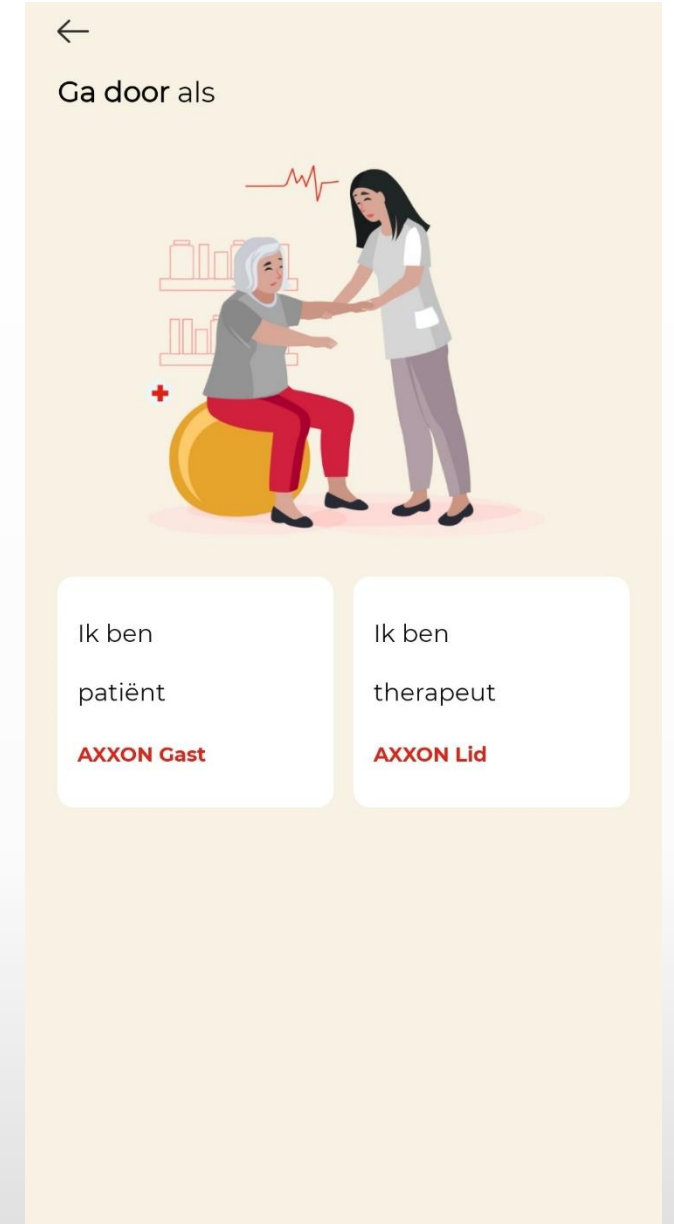 Ga door als
Ik ben
patiënt
AXXON Gast
Ik ben
therapeut
AXXON Lid